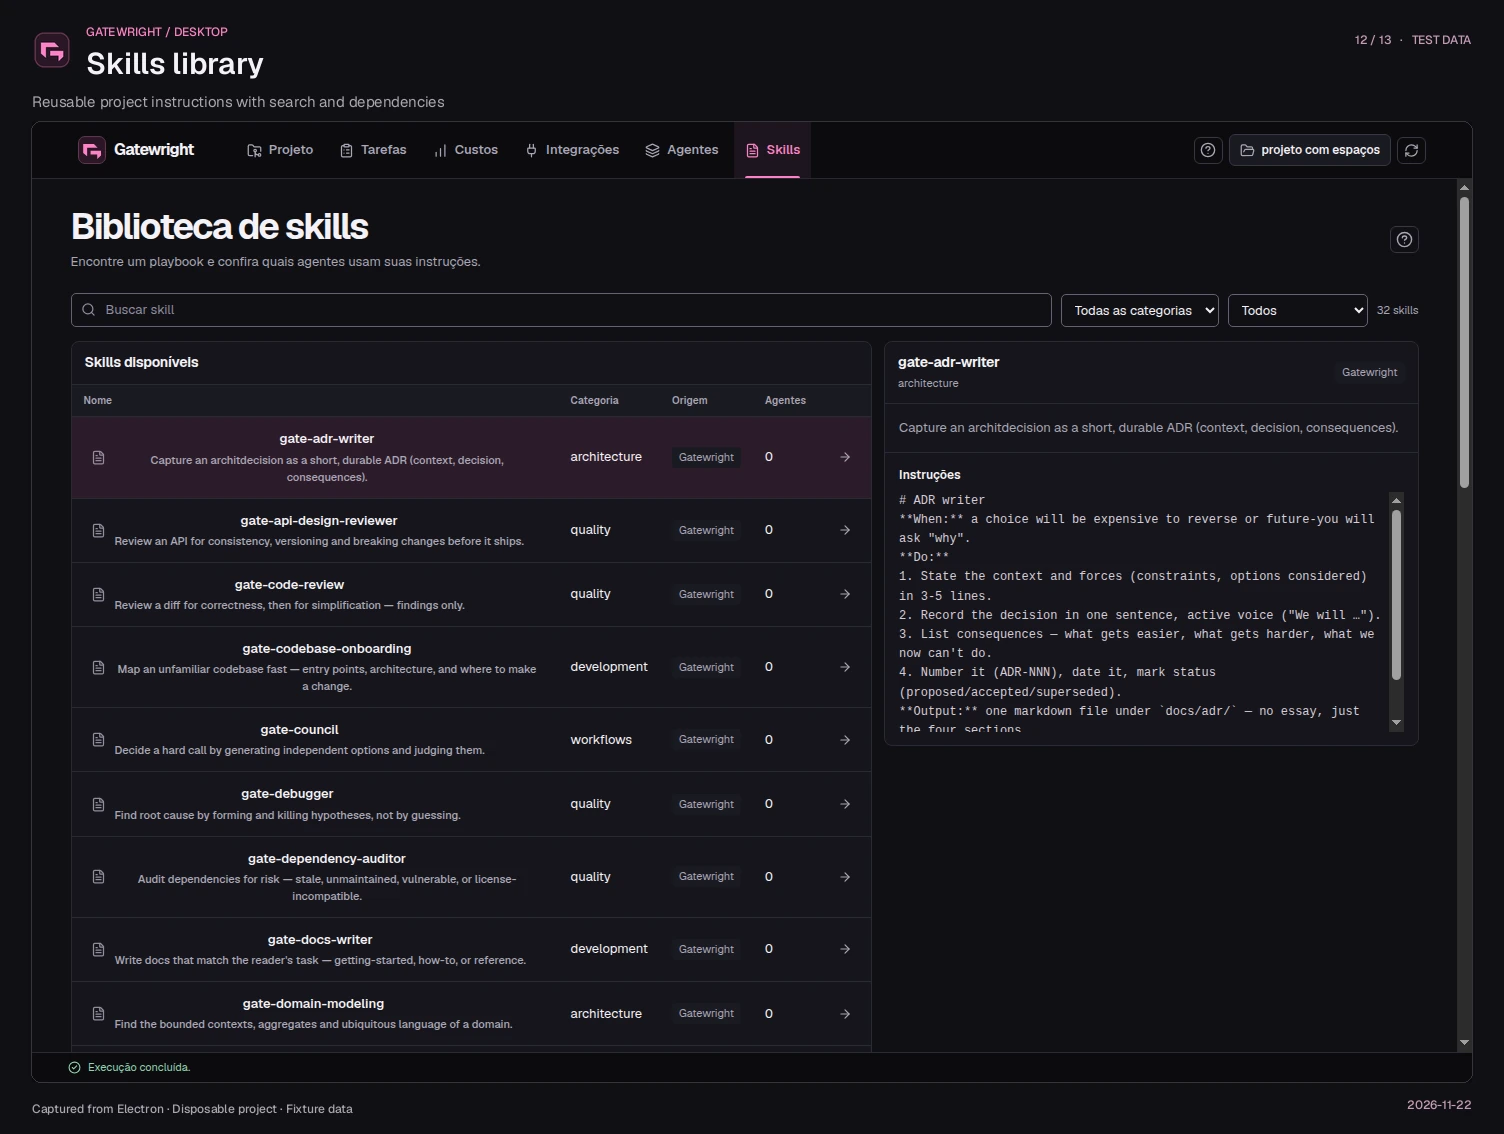 GATEWRIGHT / DESKTOP
Skills library
12 / 13 · TEST DATA
Reusable project instructions with search and dependencies
Gatewright
Projeto
Tarefas
Custos
Integrações
Agentes
Skills
projeto com espaços
Biblioteca de skills
Encontre um playbook e confira quais agentes usam suas instruções.
Buscar skill
Todas as categorias
Todos
32 skills
Skills disponíveis
Nome Categoria Origem Agentes
gate-adr-writer
Capture an architdecision as a short, durable ADR (context, decision,
consequences).
architecture Gatewright 0
gate-api-design-reviewer
Review an API for consistency, versioning and breaking changes before it ships.
quality Gatewright 0
gate-code-review
Review a diff for correctness, then for simplification — findings only.
quality Gatewright 0
gate-codebase-onboarding
Map an unfamiliar codebase fast — entry points, architecture, and where to make
a change.
development Gatewright 0
gate-council
Decide a hard call by generating independent options and judging them.
workflows Gatewright 0
gate-debugger
Find root cause by forming and killing hypotheses, not by guessing.
quality Gatewright 0
gate-dependency-auditor
Audit dependencies for risk — stale, unmaintained, vulnerable, or license-
incompatible.
quality Gatewright 0
gate-docs-writer
Write docs that match the reader's task — getting-started, how-to, or reference.
development Gatewright 0
gate-domain-modeling
Find the bounded contexts, aggregates and ubiquitous language of a domain.
architecture Gatewright 0
gate-adr-writer
architecture
Gatewright
Capture an architdecision as a short, durable ADR (context, decision, consequences).
Instruções
# ADR writer
**When:** a choice will be expensive to reverse or future-you will
ask "why".
**Do:**
1. State the context and forces (constraints, options considered)
in 3-5 lines.
2. Record the decision in one sentence, active voice ("We will …").
3. List consequences — what gets easier, what gets harder, what we
now can't do.
4. Number it (ADR-NNN), date it, mark status
(proposed/accepted/superseded).
**Output:** one markdown file under `docs/adr/` — no essay, just
the four sections
Execução concluída.
Captured from Electron · Disposable project · Fixture data
2026-11-22